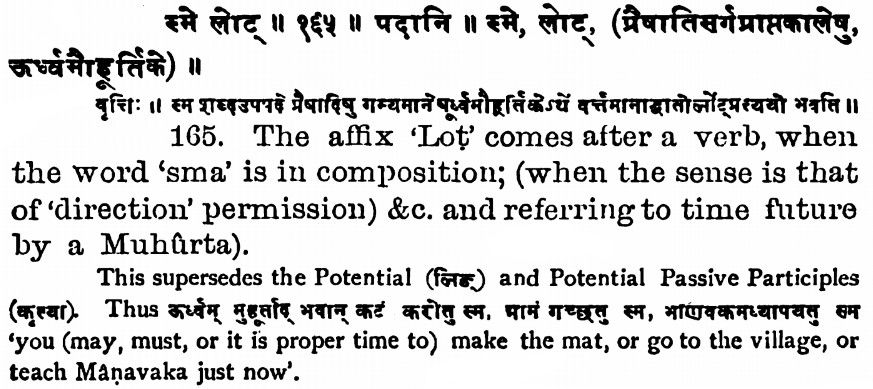 स्मे लोट् ॥ १६५ ॥ पदानि ॥ स्मे, लोट्, (प्रैषातिसर्गप्राप्तकालेषु,
ऊर्ध्वमौहूर्तिके) ॥
वृत्तिः ॥ स्म शब्दउपपदे प्रैषादिषु गम्यमानेषूर्ध्वमौहूर्तिकेऽर्थे वर्त्तमानाद्धातोर्लोट्प्रत्ययो भवति ॥
165. The affix ‘Loṭ’ comes after a verb, when
the word ‘sma’ is in composition; (when the sense is that
of ‘direction’ permission) &c. and referring to time future
by a Muhûrta).
This supersedes the Potential (लिङ्) and Potential Passive Participles
(कृत्या). Thus ऊर्ध्वम् मुहूर्ताद् भवान् कटं करोतु स्म, ग्रामं गच्छतु स्म, माणवकमध्यापयतु स्म
‘you (may, must, or it is proper time to) make the mat, or go to the village, or
teach Mâṇavaka just now’.